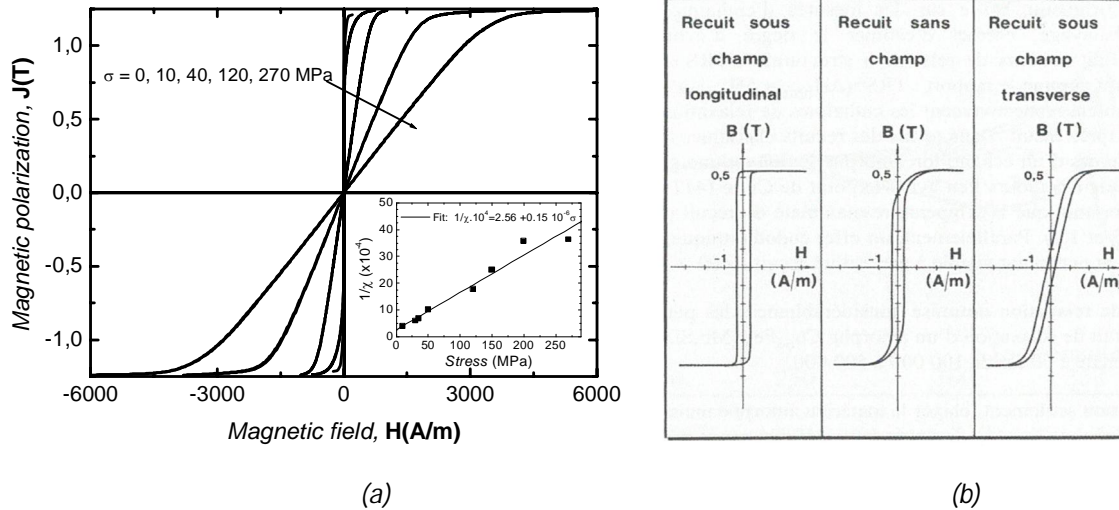 Magnetic polarization, J(T)
1,0
0,5
0,0
-0,5
-1,0
σ = 0, 10, 40, 120, 270 MPa
1/χ (x10⁻⁴)
50
40
30
20
10
0
Fit: 1/χ.10⁴=2.56 +0.15 10⁻⁶σ
0 50 100 150 200 250
Stress (MPa)
-6000 -3000 0 3000 6000
Magnetic field, H(A/m)
(a)
Recuit sous
champ
longitudinal
B (T)
0,5
-1
H
(A/m)
Recuit sans
champ
B (T)
0,5
-1
H
(A/m)
Recuit sous
champ
transverse
B (T)
0,5
-1
H
(A/m)
(b)